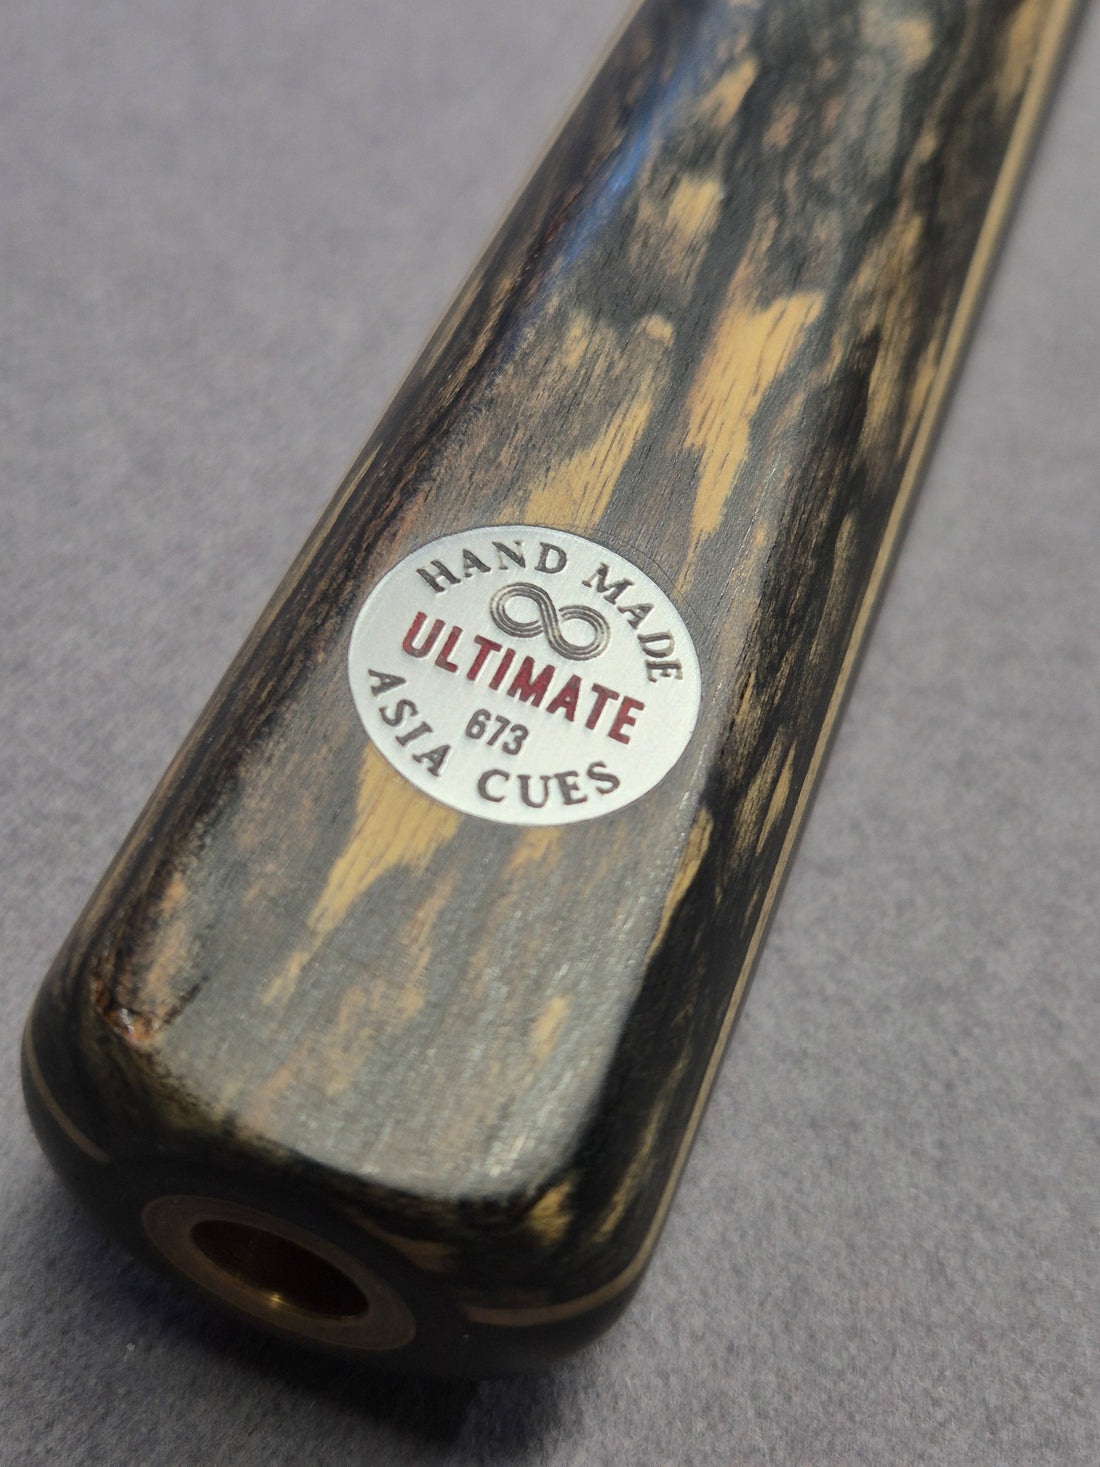 HAND MADE
ULTIMATE
673
ASIA CUES